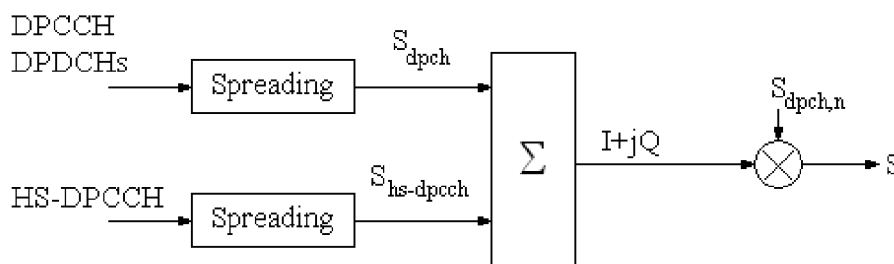 DPCCH
DPDCHs
Spreading
S_dpch
Σ
I+jQ
S_dpch,n
S
HS-DPCCH
Spreading
S_hs-dpcch